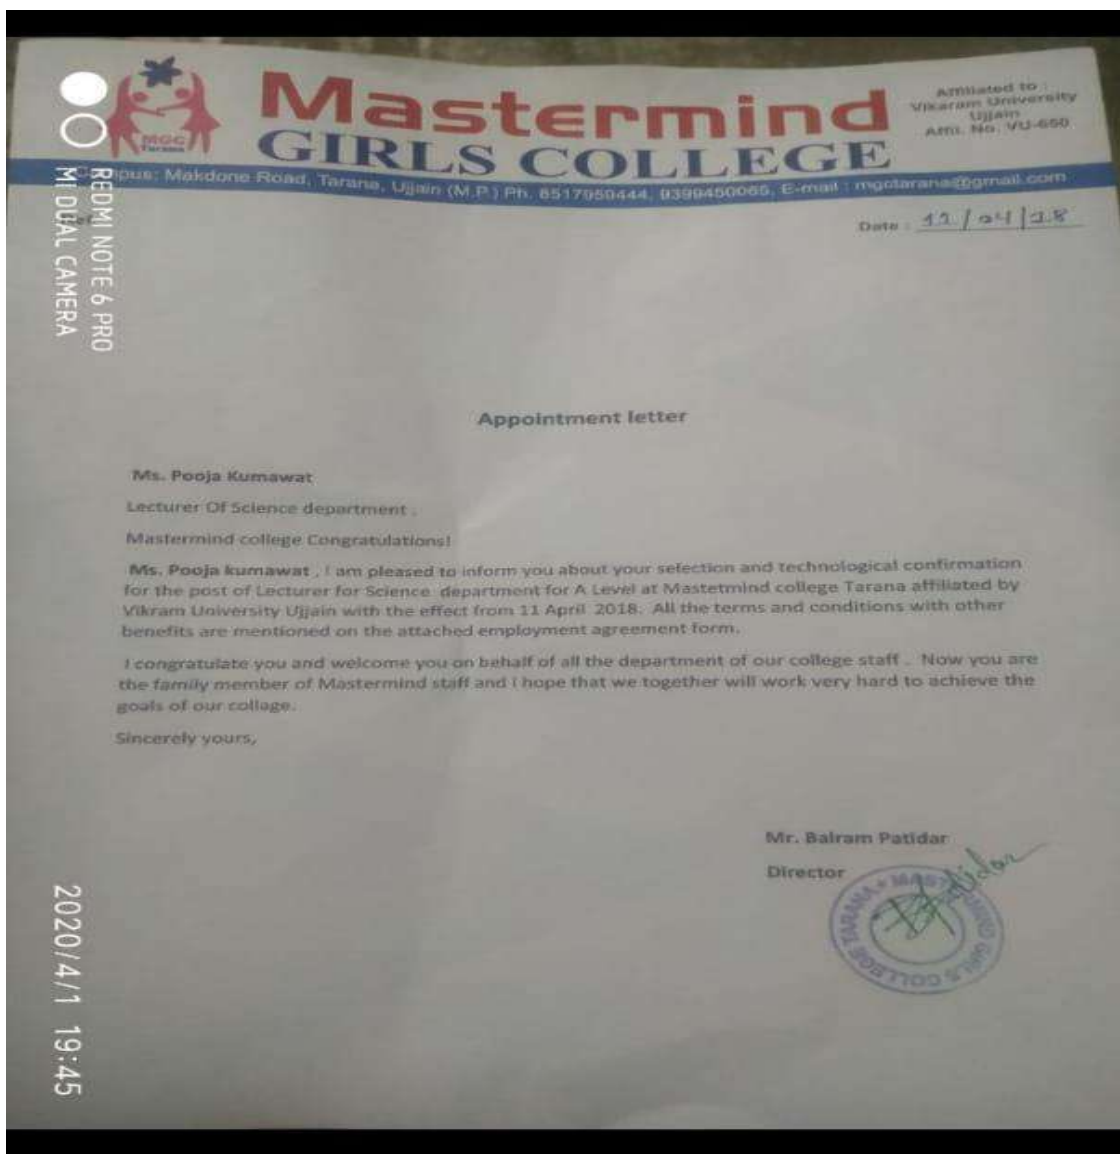 MGC
Tarana
Mastermind
GIRLS COLLEGE
Affiliated to :
Vikaram University
Ujjain
Affi. No. VU-650
pus: Makdone Road, Tarana, Ujjain (M.P.) Ph. 8517959444, 9399450065, E-mail : mgctarana@gmail.com
Date : /04/18
Appointment letter
Ms. Pooja Kumawat
Lecturer Of Science department .
Mastermind college Congratulations!
Ms. Pooja kumawat , I am pleased to inform you about your selection and technological confirmation
for the post of Lecturer for Science department for A Level at Mastetmind college Tarana affiliated by
Vikram University Ujjain with the effect from 11 April 2018. All the terms and conditions with other
benefits are mentioned on the attached employment agreement form.
I congratulate you and welcome you on behalf of all the department of our college staff . Now you are
the family member of Mastermind staff and i hope that we together will work very hard to achieve the
goals of our collage.
Sincerely yours,
Mr. Balram Patidar
Director
MASTERMIND GIRLS COLLEGE TARANA
REDMI NOTE 6 PRO
MI DUAL CAMERA
2020/4/1 19:45